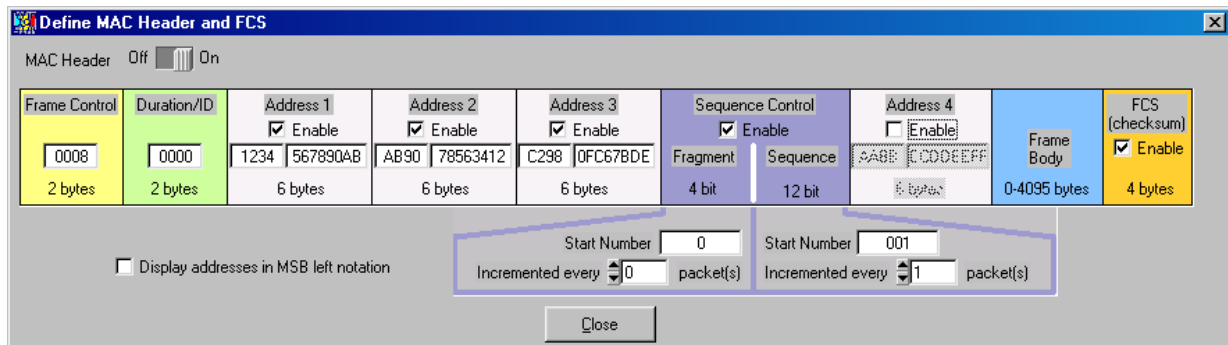 Define MAC Header and FCS
MAC Header Off On
Frame Control Duration/ID Address 1 Address 2 Address 3 Sequence Control Address 4 Frame Body FCS (checksum)
Enable Enable Enable Enable Enable Enable
0008 0000 1234 567890AB AB90 78563412 C298 0FC67BDE Fragment Sequence CCDDEEFF
2 bytes 2 bytes 6 bytes 6 bytes 6 bytes 4 bit 12 bit 6 bytes 0-4095 bytes 4 bytes
Start Number 0 Start Number 001
Display addresses in MSB left notation
Incremented every 0 packet(s) Incremented every 1 packet(s)
Close